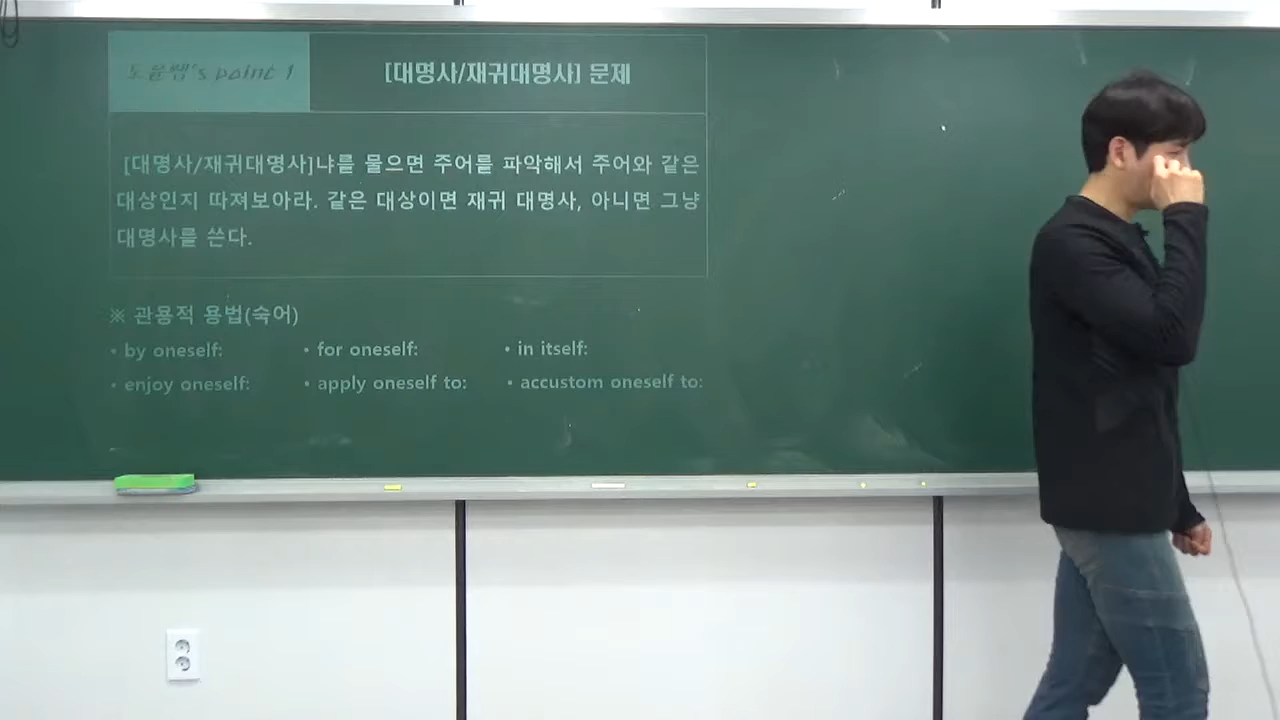 도윤쌤's point 1
[대명사/재귀대명사] 문제
[대명사/재귀대명사]냐를 물으면 주어를 파악해서 주어와 같은
대상인지 따져보아라. 같은 대상이면 재귀 대명사, 아니면 그냥
대명사를 쓴다.
※ 관용적 용법(숙어)
• by oneself: • for oneself: • in itself:
• enjoy oneself: • apply oneself to: • accustom oneself to: